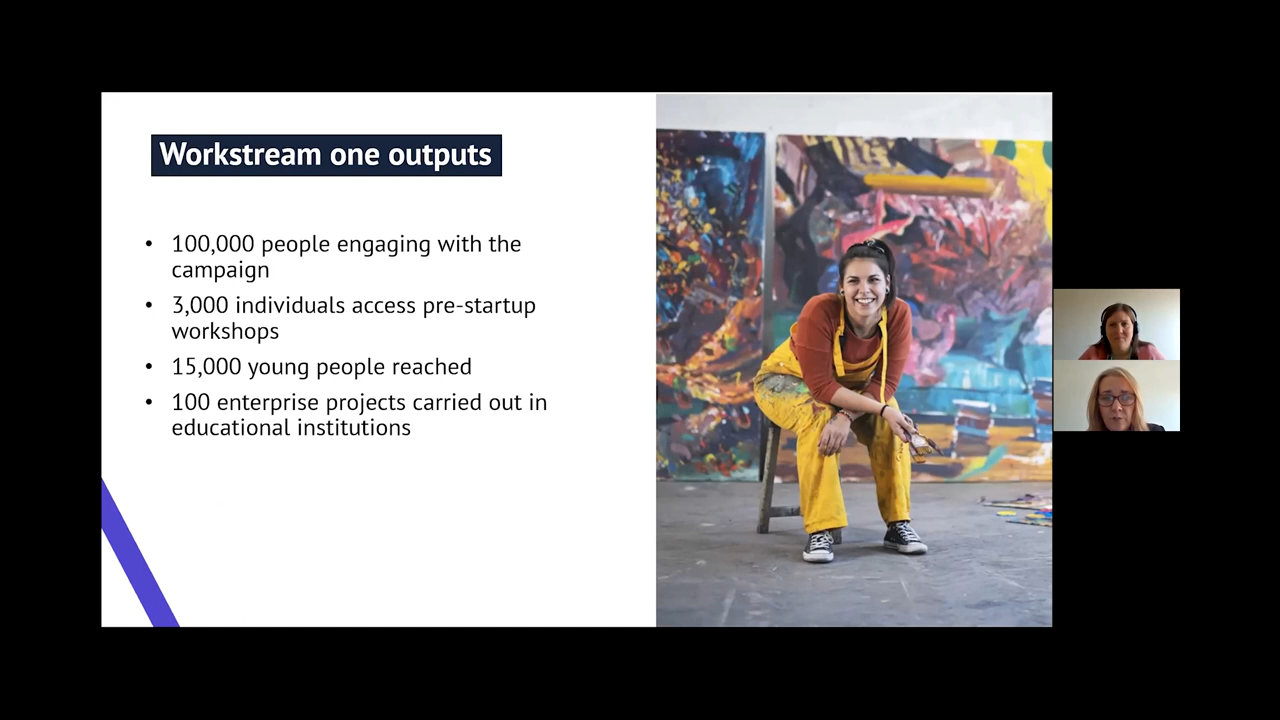 Workstream one outputs
• 100,000 people engaging with the
campaign
• 3,000 individuals access pre-startup
workshops
• 15,000 young people reached
• 100 enterprise projects carried out in
educational institutions